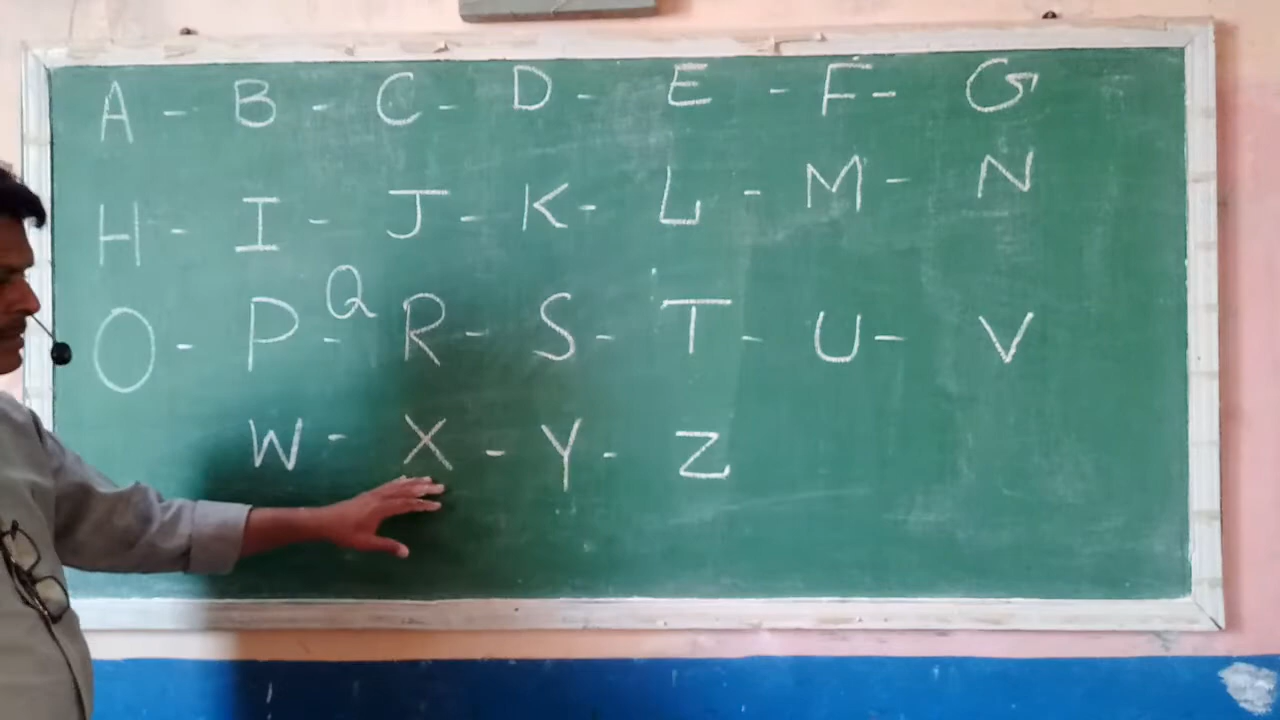 A - B - C - D - E - F - G
H - I - J - K - L - M - N
O - P - Q R - S - T - U - V
W - X - Y - Z